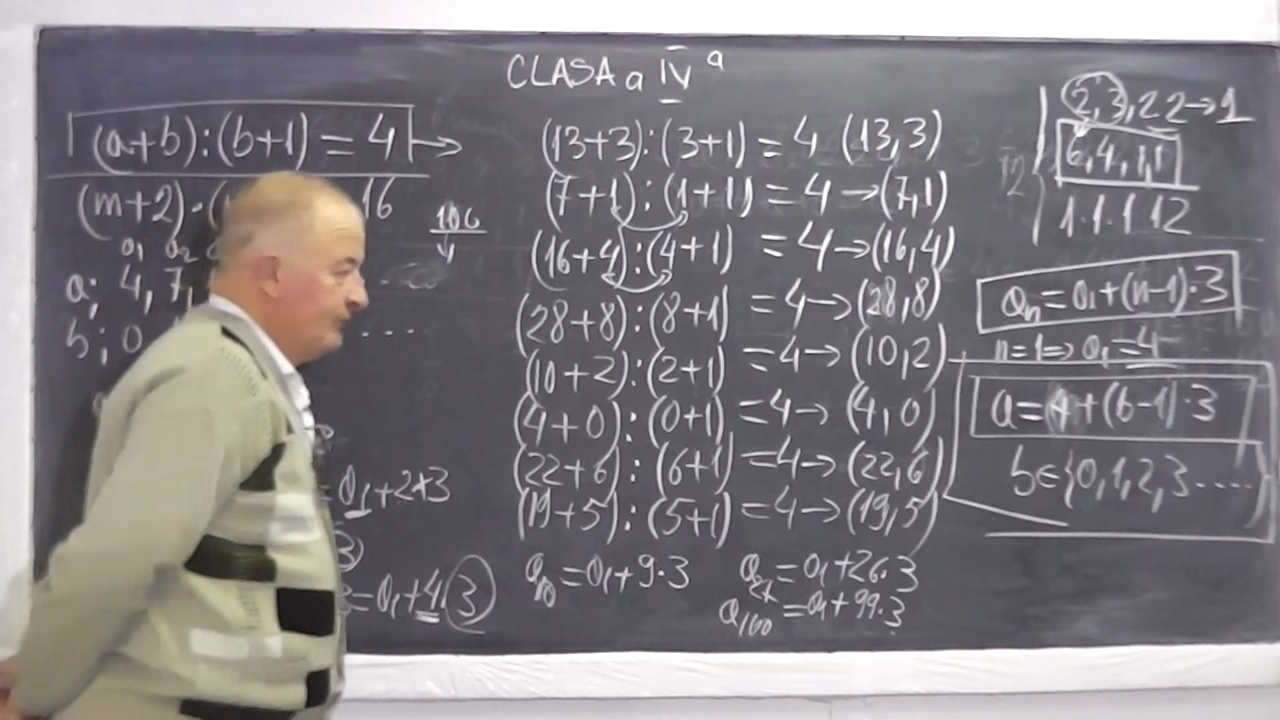 CLASA a IV a
(a+b):(b+1)=4→
(m+2)·( 16
a1 a2
a; 4, 7,
b; 0 ....
106
=a1+2·3
3)
=a1+4·(3)
(13+3):(3+1)=4 (13,3)
(7+1):(1+1)=4→(7,1)
(16+4):(4+1)=4→(16,4)
(28+8):(8+1)=4→(28,8)
(10+2):(2+1)=4→(10,2)
(4+0):(0+1)=4→(4,0)
(22+6):(6+1)=4→(22,6)
(19+5):(5+1)=4→(19,5)
a10=a1+9·3
a27=a1+26·3
a100=a1+99·3
2,3,22→1
6,4,1,1
1·1·1·12
12
an=a1+(n-1)·3
n=1⇒a1=4
a=4+(b-1)·3
b∈{0,1,2,3....}